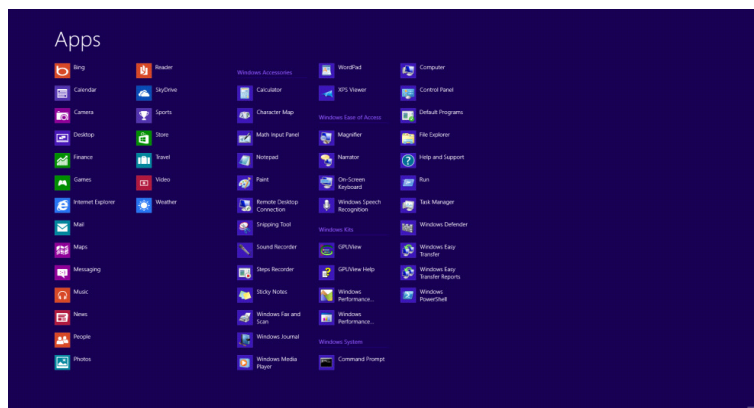 Apps
Bing
Calendar
Camera
Desktop
Finance
Games
Internet Explorer
Mail
Maps
Messaging
Music
News
People
Photos
Reader
SkyDrive
Sports
Store
Travel
Video
Weather
Windows Accessories
Calculator
Character Map
Math Input Panel
Notepad
Paint
Remote Desktop
Connection
Snipping Tool
Sound Recorder
Steps Recorder
Sticky Notes
Windows Fax and
Scan
Windows Journal
Windows Media
Player
WordPad
XPS Viewer
Windows Ease of Access
Magnifier
Narrator
On-Screen
Keyboard
Windows Speech
Recognition
Windows Kits
GPUView
GPUView Help
Windows
Performance...
Windows
Performance...
Windows System
Command Prompt
Computer
Control Panel
Default Programs
File Explorer
Help and Support
Run
Task Manager
Windows Defender
Windows Easy
Transfer
Windows Easy
Transfer Reports
Windows
PowerShell